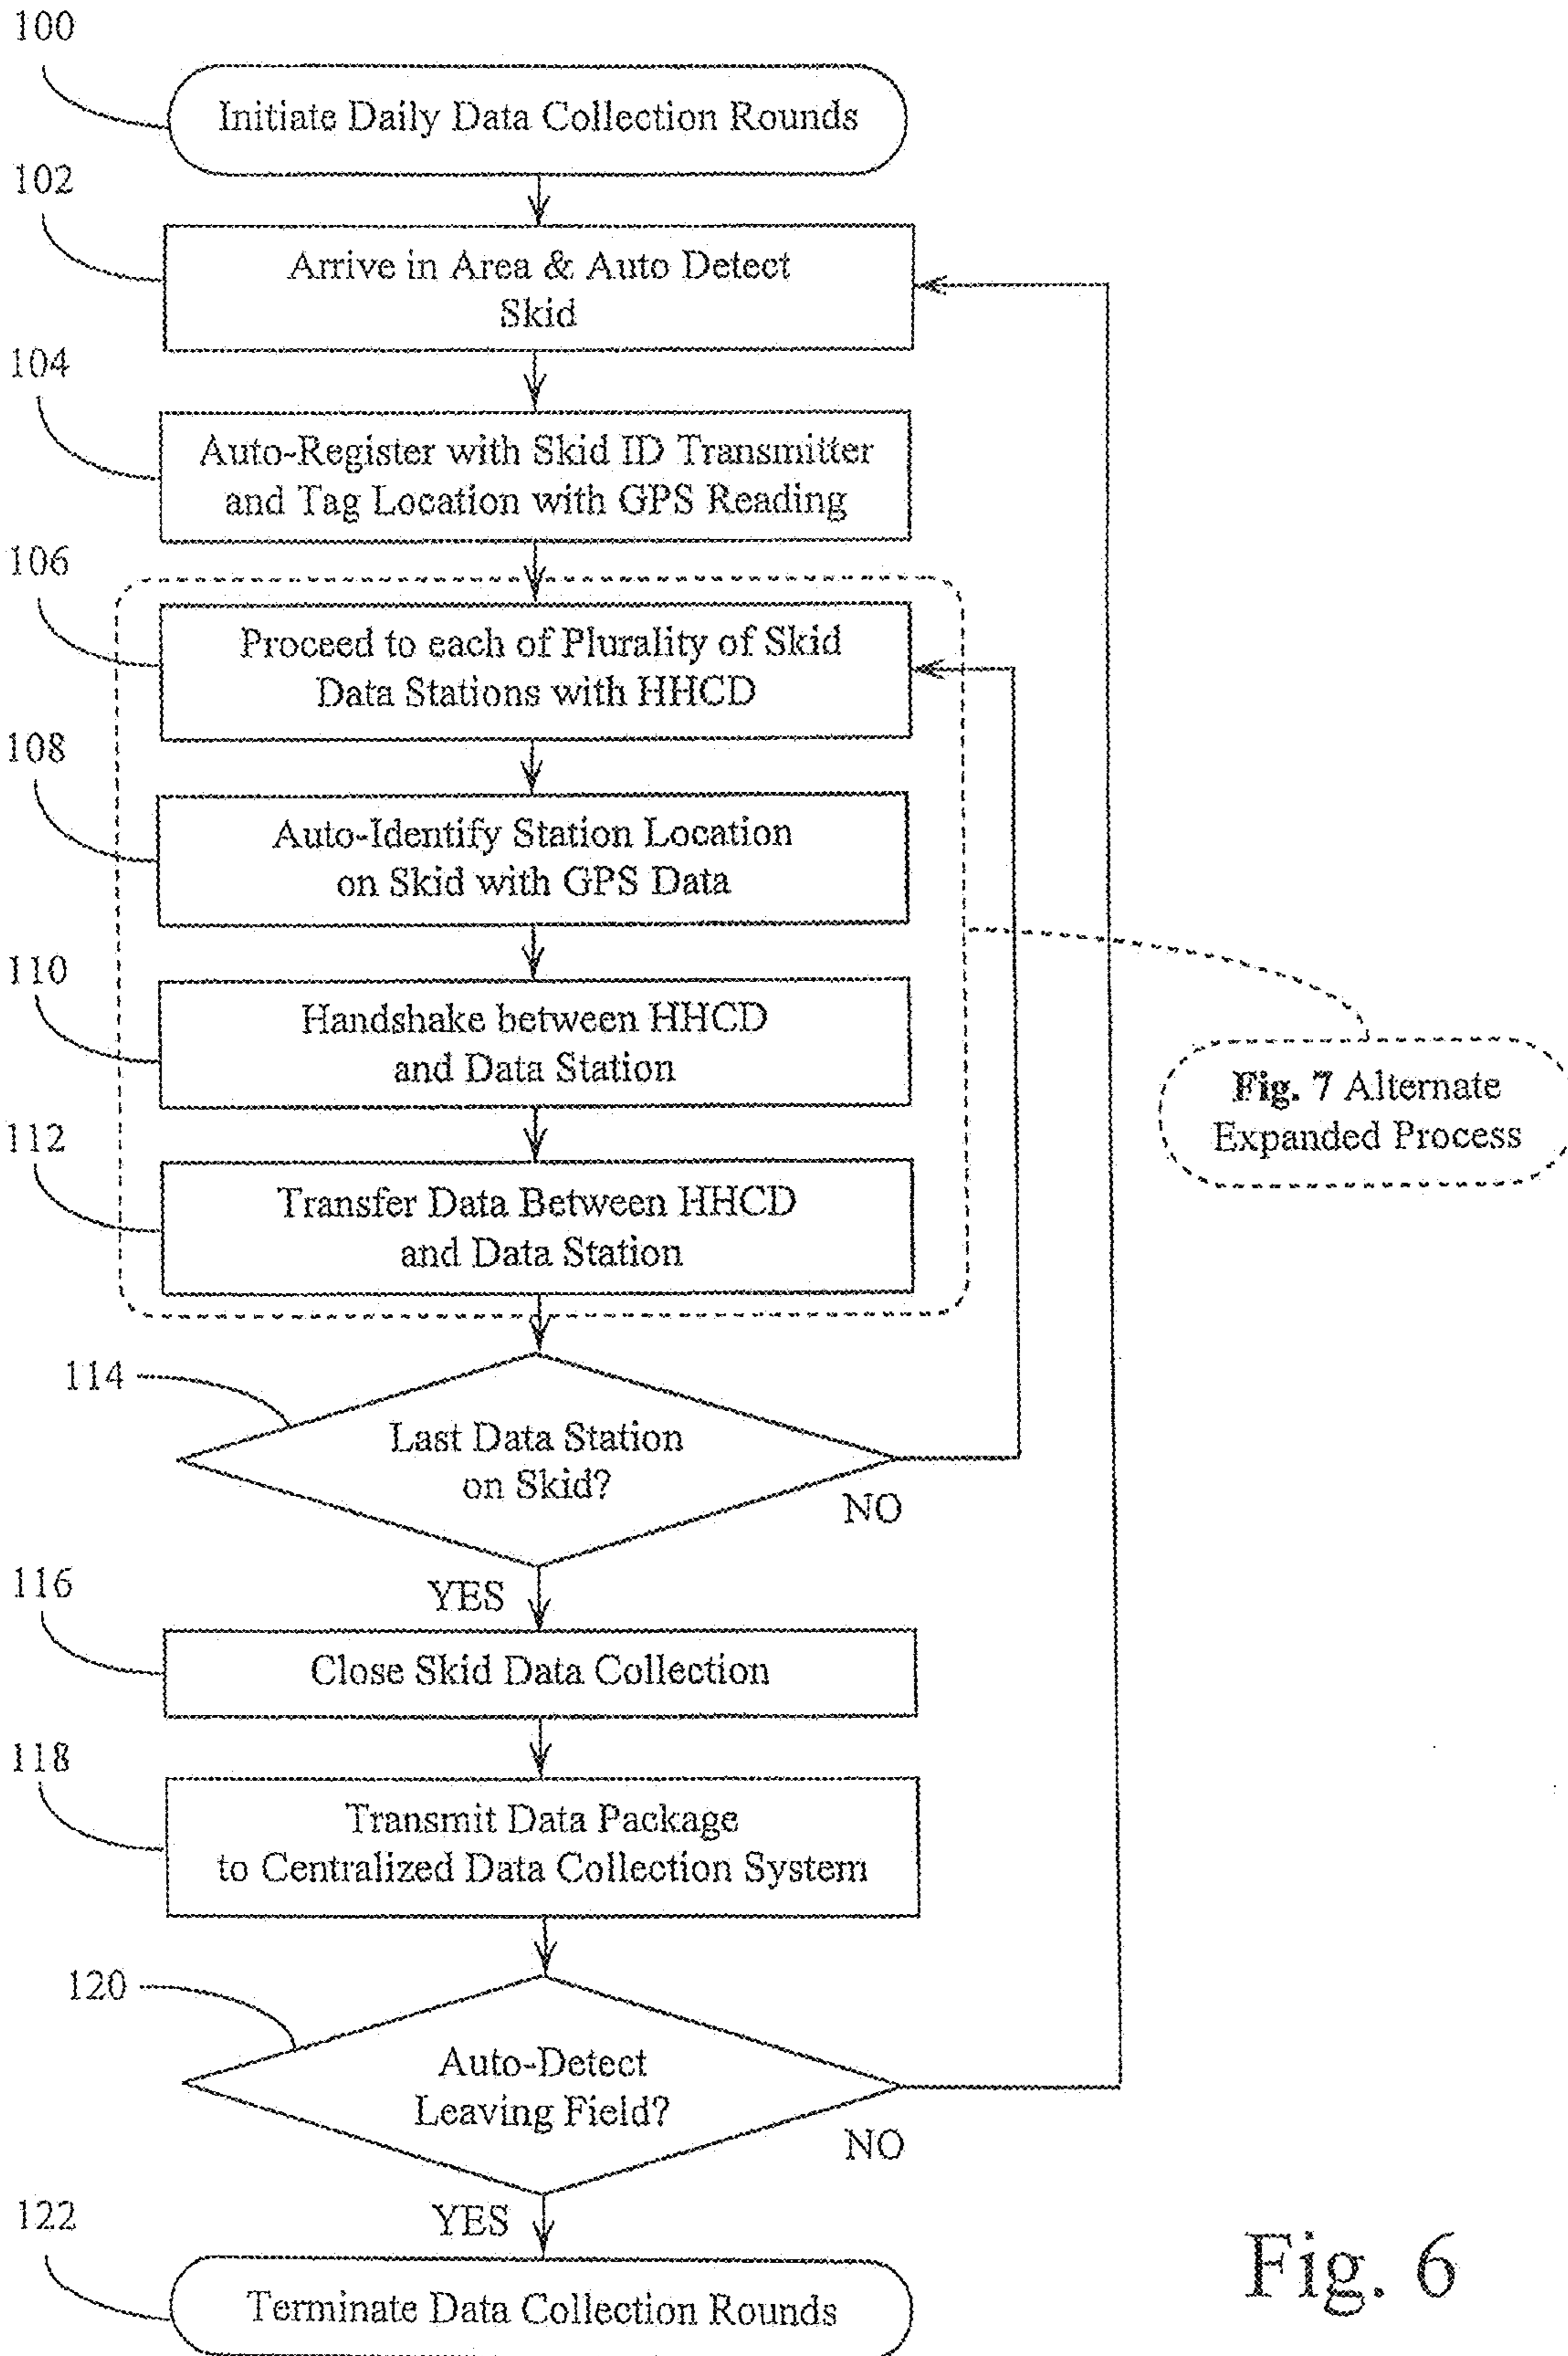 100
Initiate Daily Data Collection Rounds
102
Arrive in Area & Auto Detect
Skid
104
Auto-Register with Skid ID Transmitter
and Tag Location with GPS Reading
106
Proceed to each of Plurality of Skid
Data Stations with HHCD
108
Auto-Identify Station Location
on Skid with GPS Data
110
Handshake between HHCD
and Data Station
Fig. 7 Alternate
Expanded Process
112
Transfer Data Between HHCD
and Data Station
114
Last Data Station
on Skid?
NO
YES
116
Close Skid Data Collection
118
Transmit Data Package
to Centralized Data Collection System
120
Auto-Detect
Leaving Field?
NO
YES
122
Terminate Data Collection Rounds
Fig. 6